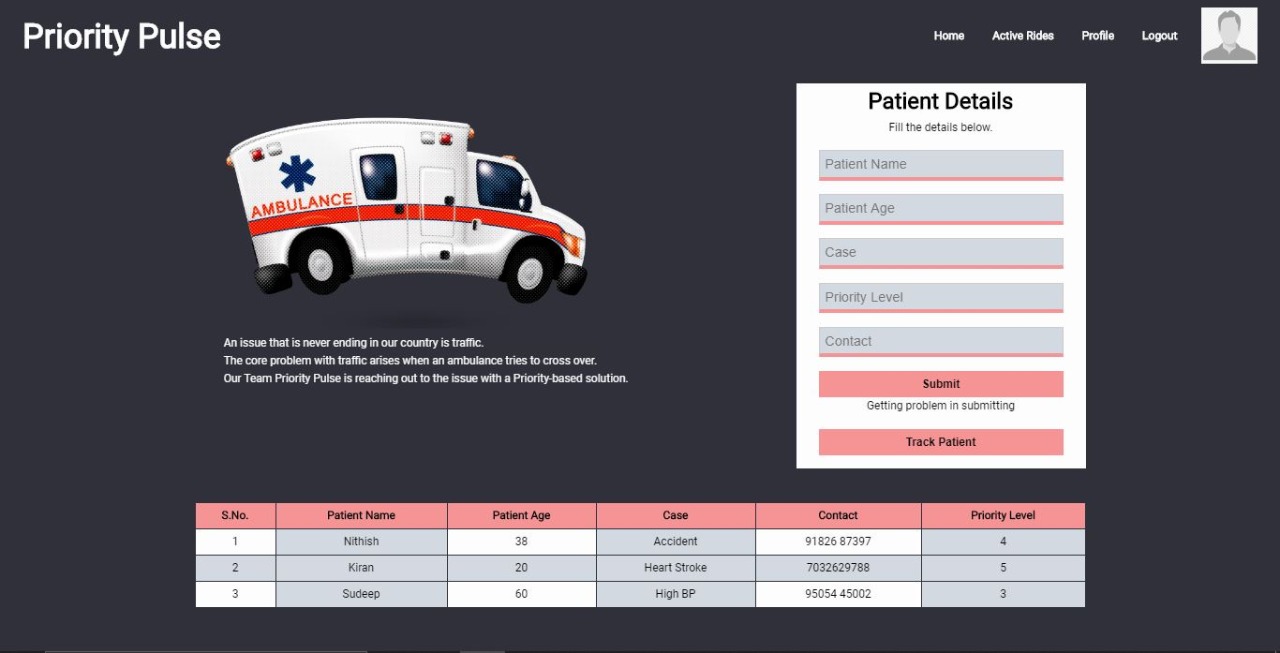 Priority Pulse
Home Active Rides Profile Logout
AMBULANCE
An issue that is never ending in our country is traffic.
The core problem with traffic arises when an ambulance tries to cross over.
Our Team Priority Pulse is reaching out to the issue with a Priority-based solution.
Patient Details
Fill the details below.
Patient Name
Patient Age
Case
Priority Level
Contact
Submit
Getting problem in submitting
Track Patient
S.No. Patient Name Patient Age Case Contact Priority Level
1 Nithish 38 Accident 91826 87397 4
2 Kiran 20 Heart Stroke 7032629788 5
3 Sudeep 60 High BP 95054 45002 3